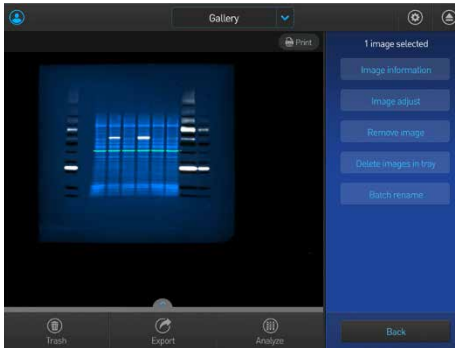 Gallery
Print
1 image selected
Image information
Image adjust
Remove image
Delete images in tray
Batch rename
Trash
Export
Analyze
Back